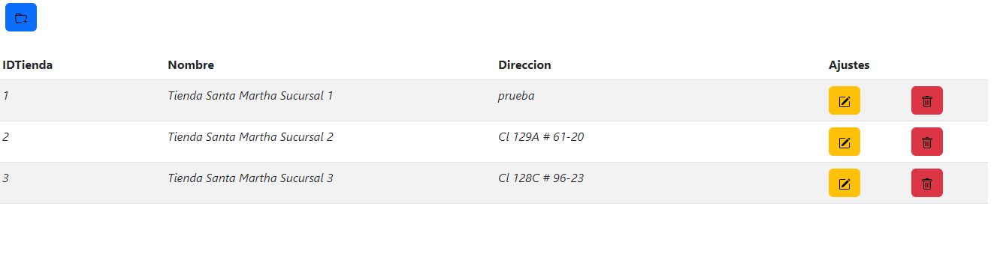 IDTienda Nombre Direccion Ajustes
1 Tienda Santa Martha Sucursal 1 prueba
2 Tienda Santa Martha Sucursal 2 Cl 129A # 61-20
3 Tienda Santa Martha Sucursal 3 Cl 128C # 96-23